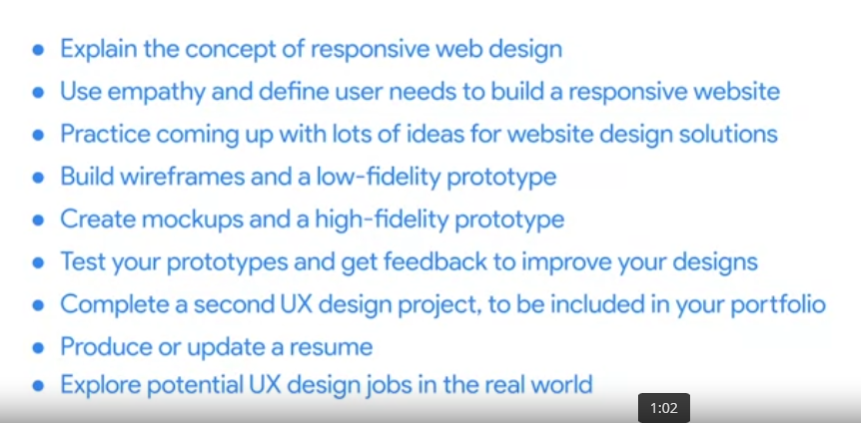 • Explain the concept of responsive web design
• Use empathy and define user needs to build a responsive website
• Practice coming up with lots of ideas for website design solutions
• Build wireframes and a low-fidelity prototype
• Create mockups and a high-fidelity prototype
• Test your prototypes and get feedback to improve your designs
• Complete a second UX design project, to be included in your portfolio
• Produce or update a resume
• Explore potential UX design jobs in the real world
1:02